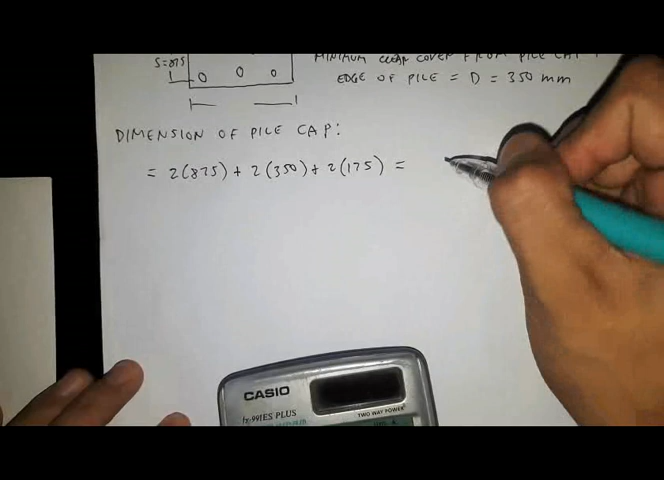 S=875
MINIMUM CLEAR COVER FROM PILE CAP
EDGE OF PILE = D = 350 mm
DIMENSION OF PILE CAP:
= 2(875) + 2(350) + 2(175) =
CASIO
fx-991ES PLUS
TWO WAY POWER